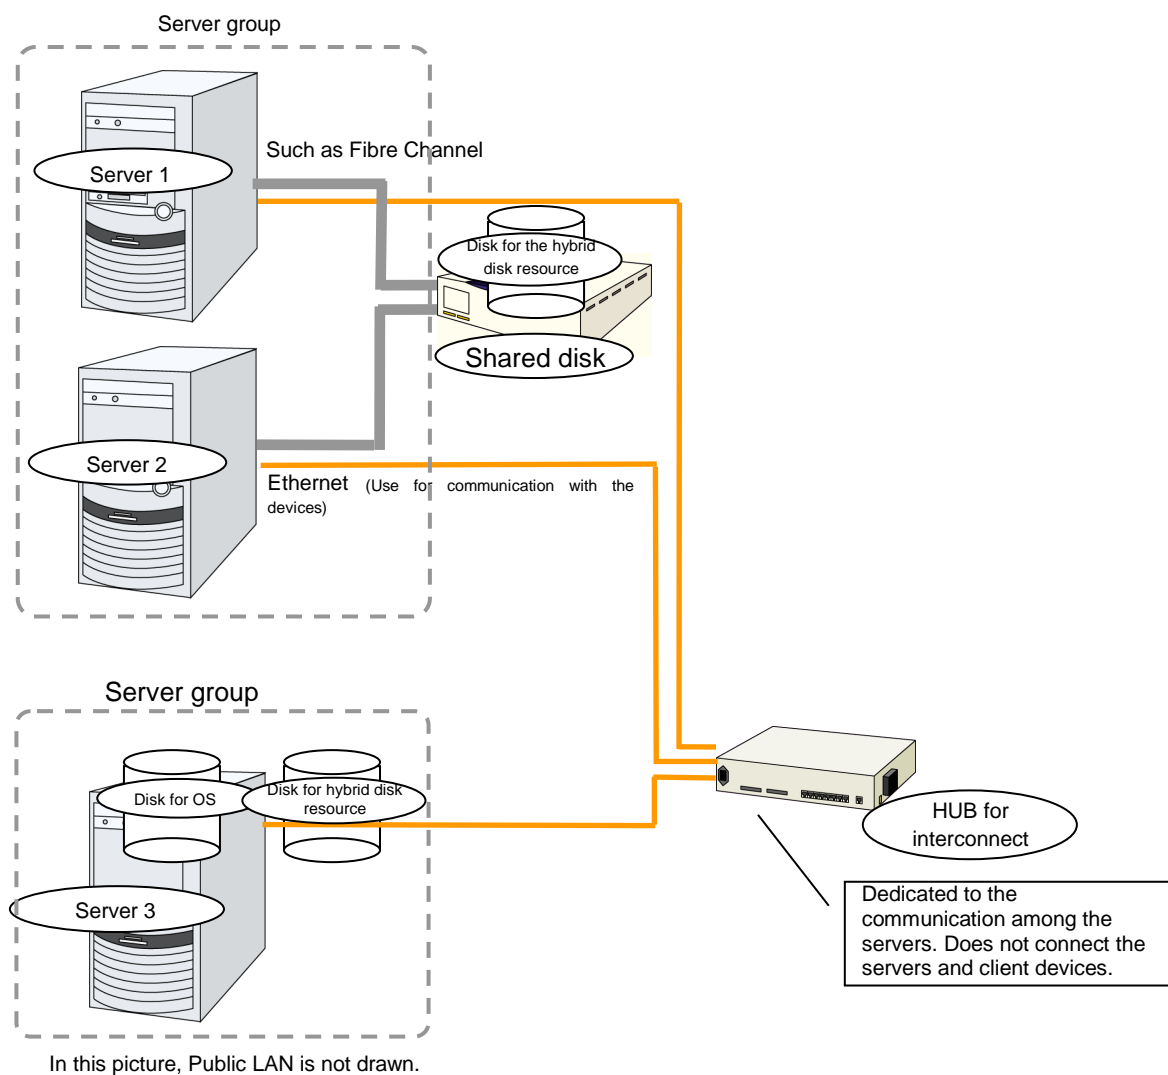 Server group
Such as Fibre Channel
Server 1
Disk for the hybrid
disk resource
Shared disk
Server 2
Ethernet (Use for communication with the
devices)
Server group
Disk for OS
Disk for hybrid disk
resource
HUB for
interconnect
Server 3
Dedicated to the
communication among the
servers. Does not connect the
servers and client devices.
In this picture, Public LAN is not drawn.